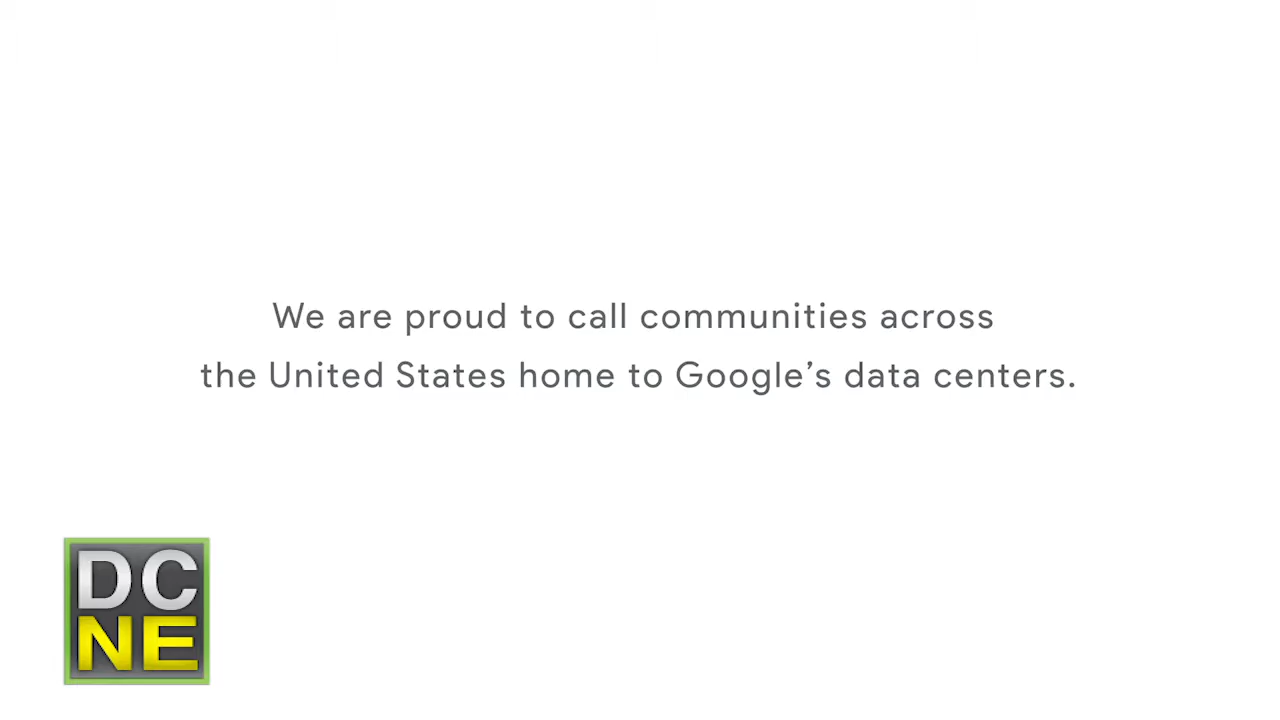 We are proud to call communities across
the United States home to Google’s data centers.
DC
NE